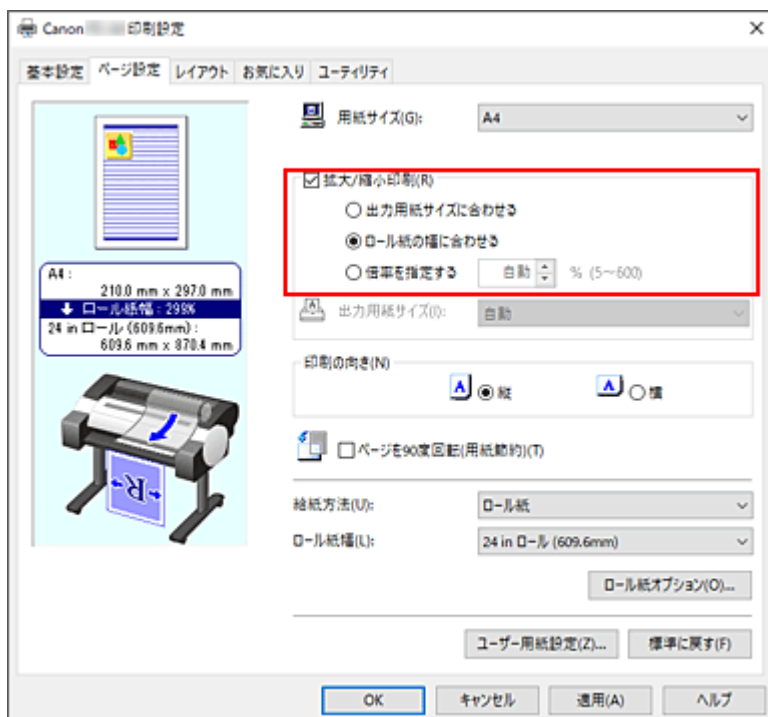 Canon 印刷設定
基本設定 ページ設定 レイアウト お気に入り ユーティリティ
用紙サイズ(G): A4
拡大/縮小印刷(R)
出力用紙サイズに合わせる
ロール紙の幅に合わせる
倍率を指定する 自動 % (5～600)
出力用紙サイズ(I): 自動
A4 :
210.0 mm x 297.0 mm
ロール紙幅 : 298%
24 in ロール (609.6mm) :
609.6 mm x 870.4 mm
印刷の向き(N)
A 縦 A 横
ページを90度回転(用紙節約)(T)
R
給紙方法(U): ロール紙
ロール紙幅(L): 24 in ロール (609.6mm)
ロール紙オプション(O)...
ユーザー用紙設定(Z)... 標準に戻す(F)
OK キャンセル 適用(A) ヘルプ